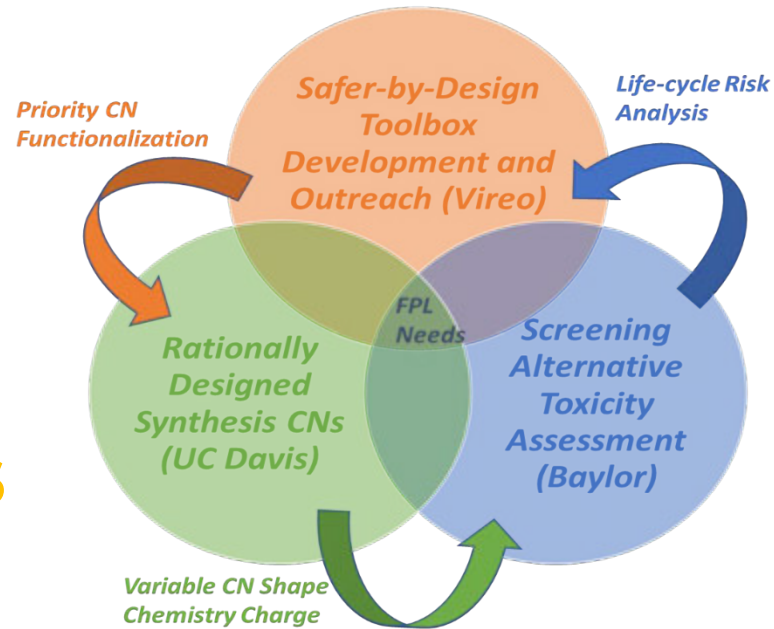 Safer-by-Design
Toolbox
Development and
Outreach (Vireo)
Priority CN
Functionalization
Life-cycle Risk
Analysis
FPL
Needs
Rationally
Designed
Synthesis CNs
(UC Davis)
Screening
Alternative
Toxicity
Assessment
(Baylor)
s
Variable CN Shape
Chemistry Charge